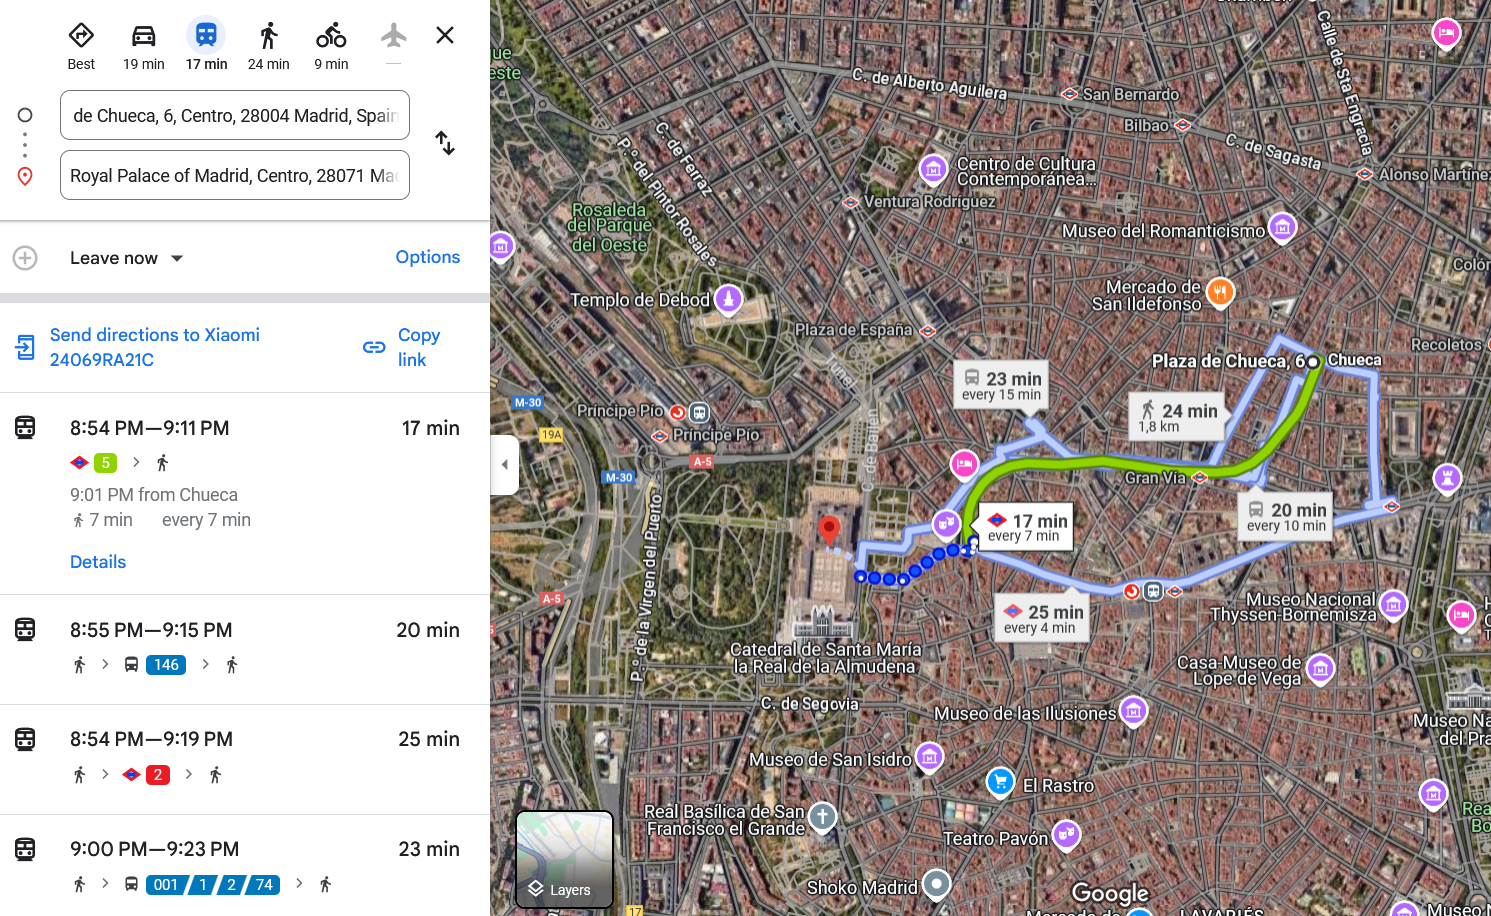 Best
19 min
17 min
24 min
9 min
de Chueca, 6, Centro, 28004 Madrid, Spain
Royal Palace of Madrid, Centro, 28071 Ma
Leave now
Options
Send directions to Xiaomi
24069RA21C
Copy
link
8:54 PM—9:11 PM
17 min
5
9:01 PM from Chueca
7 min
every 7 min
Details
8:55 PM—9:15 PM
20 min
146
8:54 PM—9:19 PM
25 min
2
9:00 PM—9:23 PM
23 min
001 / 1 / 2 / 74
C. de Alberto Aguilera
San Bernardo
Bilbao
Calle de Sta Engracia
C. de Sagasta
Alonso Martínez
Centro de Cultura
Contemporánea...
Ventura Rodríguez
C. de Ferraz
P.º del Pintor Rosales
Rosaleda
del Parque
del Oeste
Museo del Romanticismo
Colón
Mercado de
San Ildefonso
Templo de Debod
Plaza de España
Recoletos
Plaza de Chueca, 6
Chueca
23 min
every 15 min
24 min
1,8 km
M-30
19A
Príncipe Pío
Príncipe Pío
A-5
M-30
C. de Bailén
Gran Vía
20 min
every 10 min
17 min
every 7 min
P.º de la Virgen del Puerto
A-5
25 min
every 4 min
Museo Nacional
Thyssen-Bornemisza
Catedral de Santa María
la Real de la Almudena
Casa-Museo de
Lope de Vega
C. de Segovia
Museo de las Ilusiones
Museo Na
del Pra
Museo de San Isidro
El Rastro
Real Basílica de San
Francisco el Grande
Teatro Pavón
Rea
Bo
Shoko Madrid
Google
Layers
17
Mercado de
LAVAPIÉS
Museo N